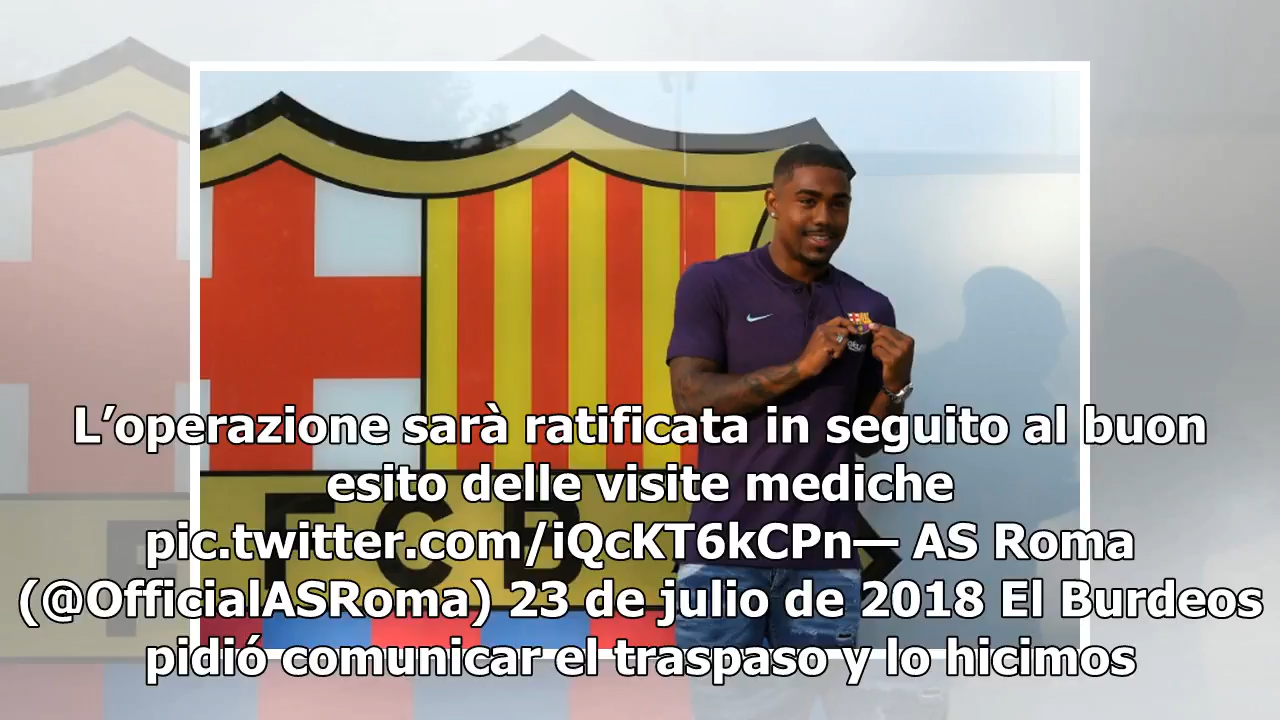 L’operazione sarà ratificata in seguito al buon
esito delle visite mediche
pic.twitter.com/iQcKT6kCPn— AS Roma
(@OfficialASRoma) 23 de julio de 2018 El Burdeos
pidió comunicar el traspaso y lo hicimos
F C B